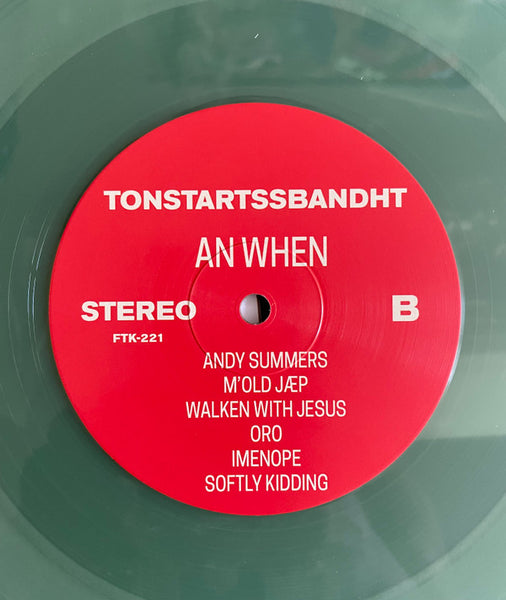 TONSTARTSSBANDHT
AN WHEN
STEREO B
FTK-221
ANDY SUMMERS
M'OLD JÆP
WALKEN WITH JESUS
ORO
IMENOPE
SOFTLY KIDDING